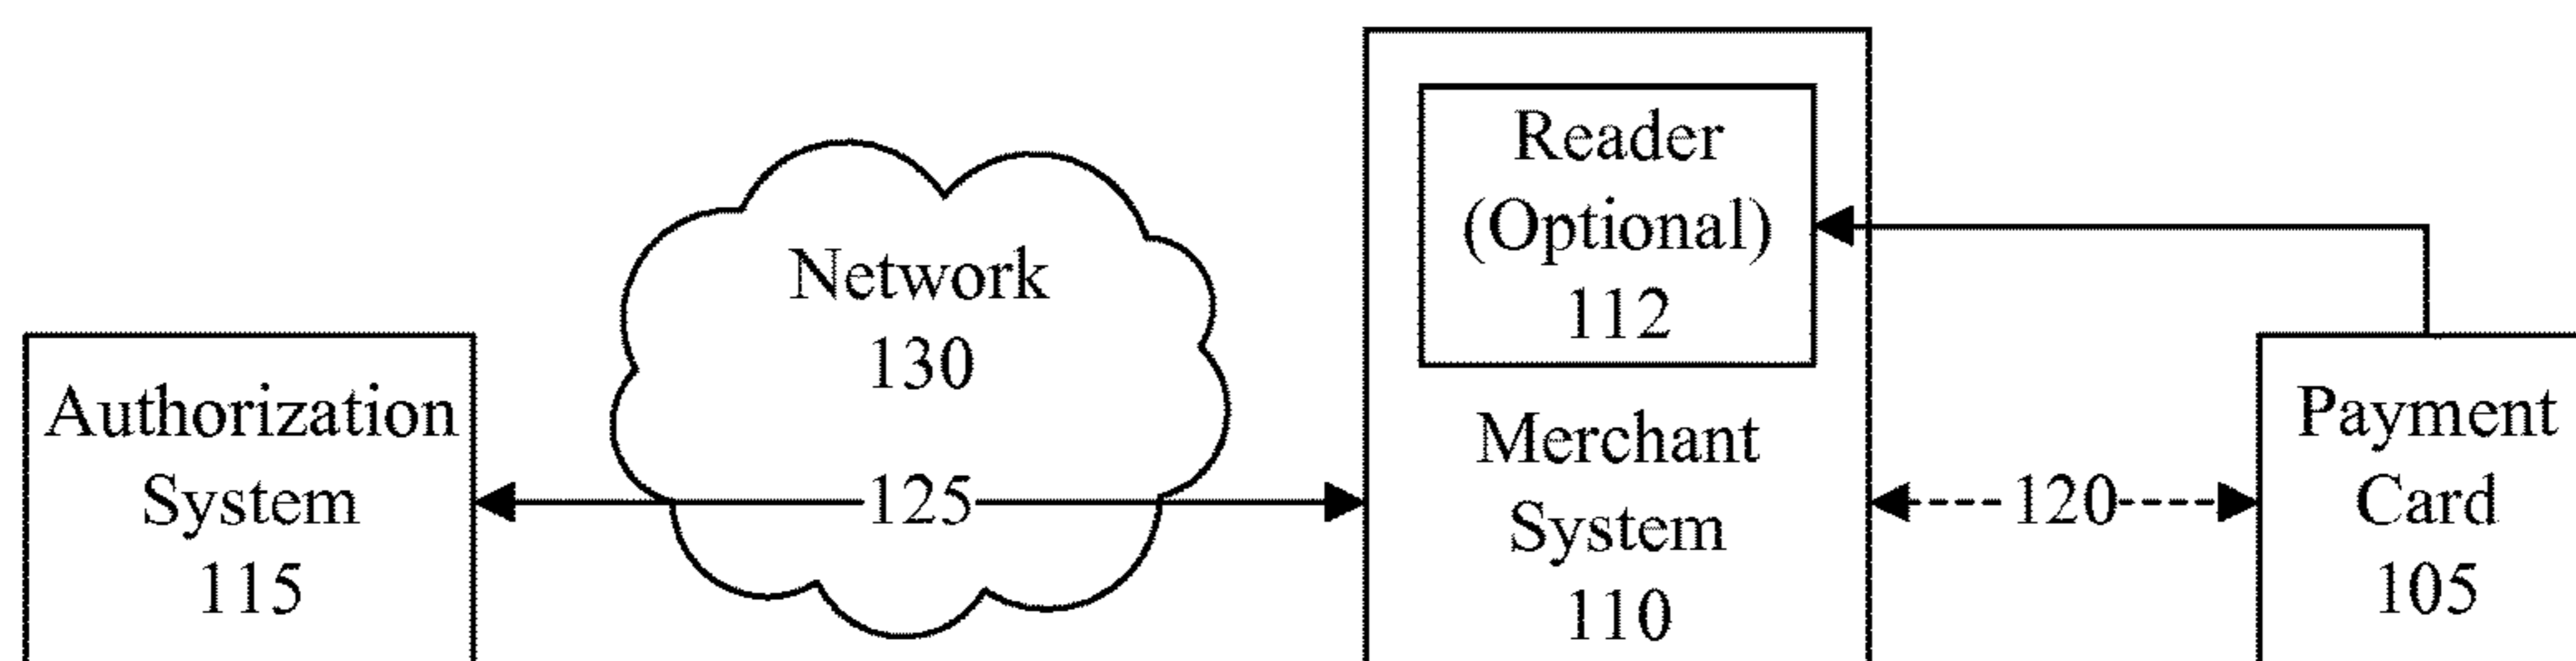 Authorization
System
115
Network
130
125
Reader
(Optional)
112
Merchant
System
110
120
Payment
Card
105